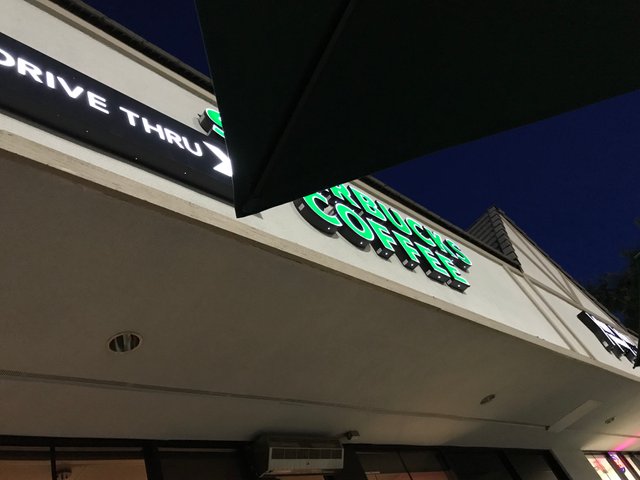 DRIVE THRU
S RBUCKS
COFFEE